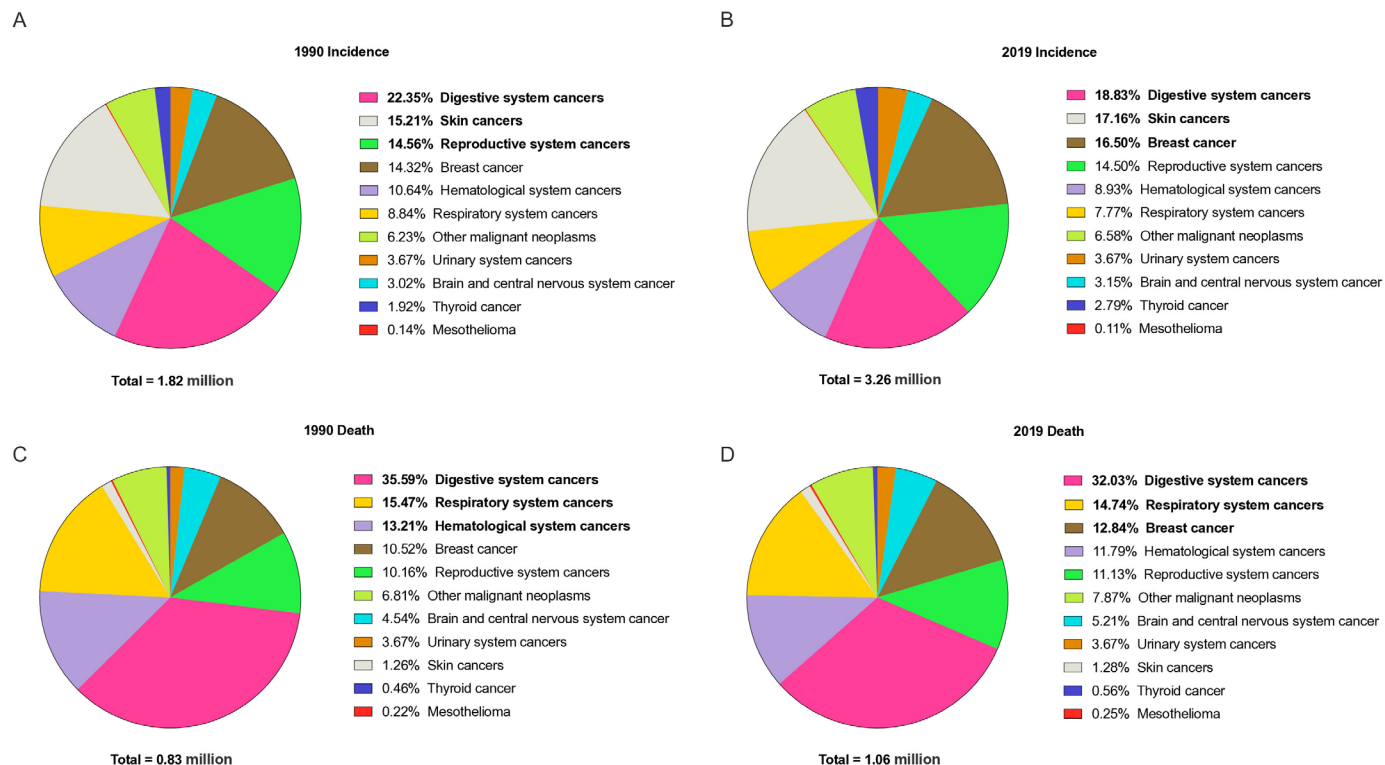 A
1990 Incidence
22.35% Digestive system cancers
15.21% Skin cancers
14.56% Reproductive system cancers
14.32% Breast cancer
10.64% Hematological system cancers
8.84% Respiratory system cancers
6.23% Other malignant neoplasms
3.67% Urinary system cancers
3.02% Brain and central nervous system cancer
1.92% Thyroid cancer
0.14% Mesothelioma
Total = 1.82 million
B
2019 Incidence
18.83% Digestive system cancers
17.16% Skin cancers
16.50% Breast cancer
14.50% Reproductive system cancers
8.93% Hematological system cancers
7.77% Respiratory system cancers
6.58% Other malignant neoplasms
3.67% Urinary system cancers
3.15% Brain and central nervous system cancer
2.79% Thyroid cancer
0.11% Mesothelioma
Total = 3.26 million
C
1990 Death
35.59% Digestive system cancers
15.47% Respiratory system cancers
13.21% Hematological system cancers
10.52% Breast cancer
10.16% Reproductive system cancers
6.81% Other malignant neoplasms
4.54% Brain and central nervous system cancer
3.67% Urinary system cancers
1.26% Skin cancers
0.46% Thyroid cancer
0.22% Mesothelioma
Total = 0.83 million
D
2019 Death
32.03% Digestive system cancers
14.74% Respiratory system cancers
12.84% Breast cancer
11.79% Hematological system cancers
11.13% Reproductive system cancers
7.87% Other malignant neoplasms
5.21% Brain and central nervous system cancer
3.67% Urinary system cancers
1.28% Skin cancers
0.56% Thyroid cancer
0.25% Mesothelioma
Total = 1.06 million